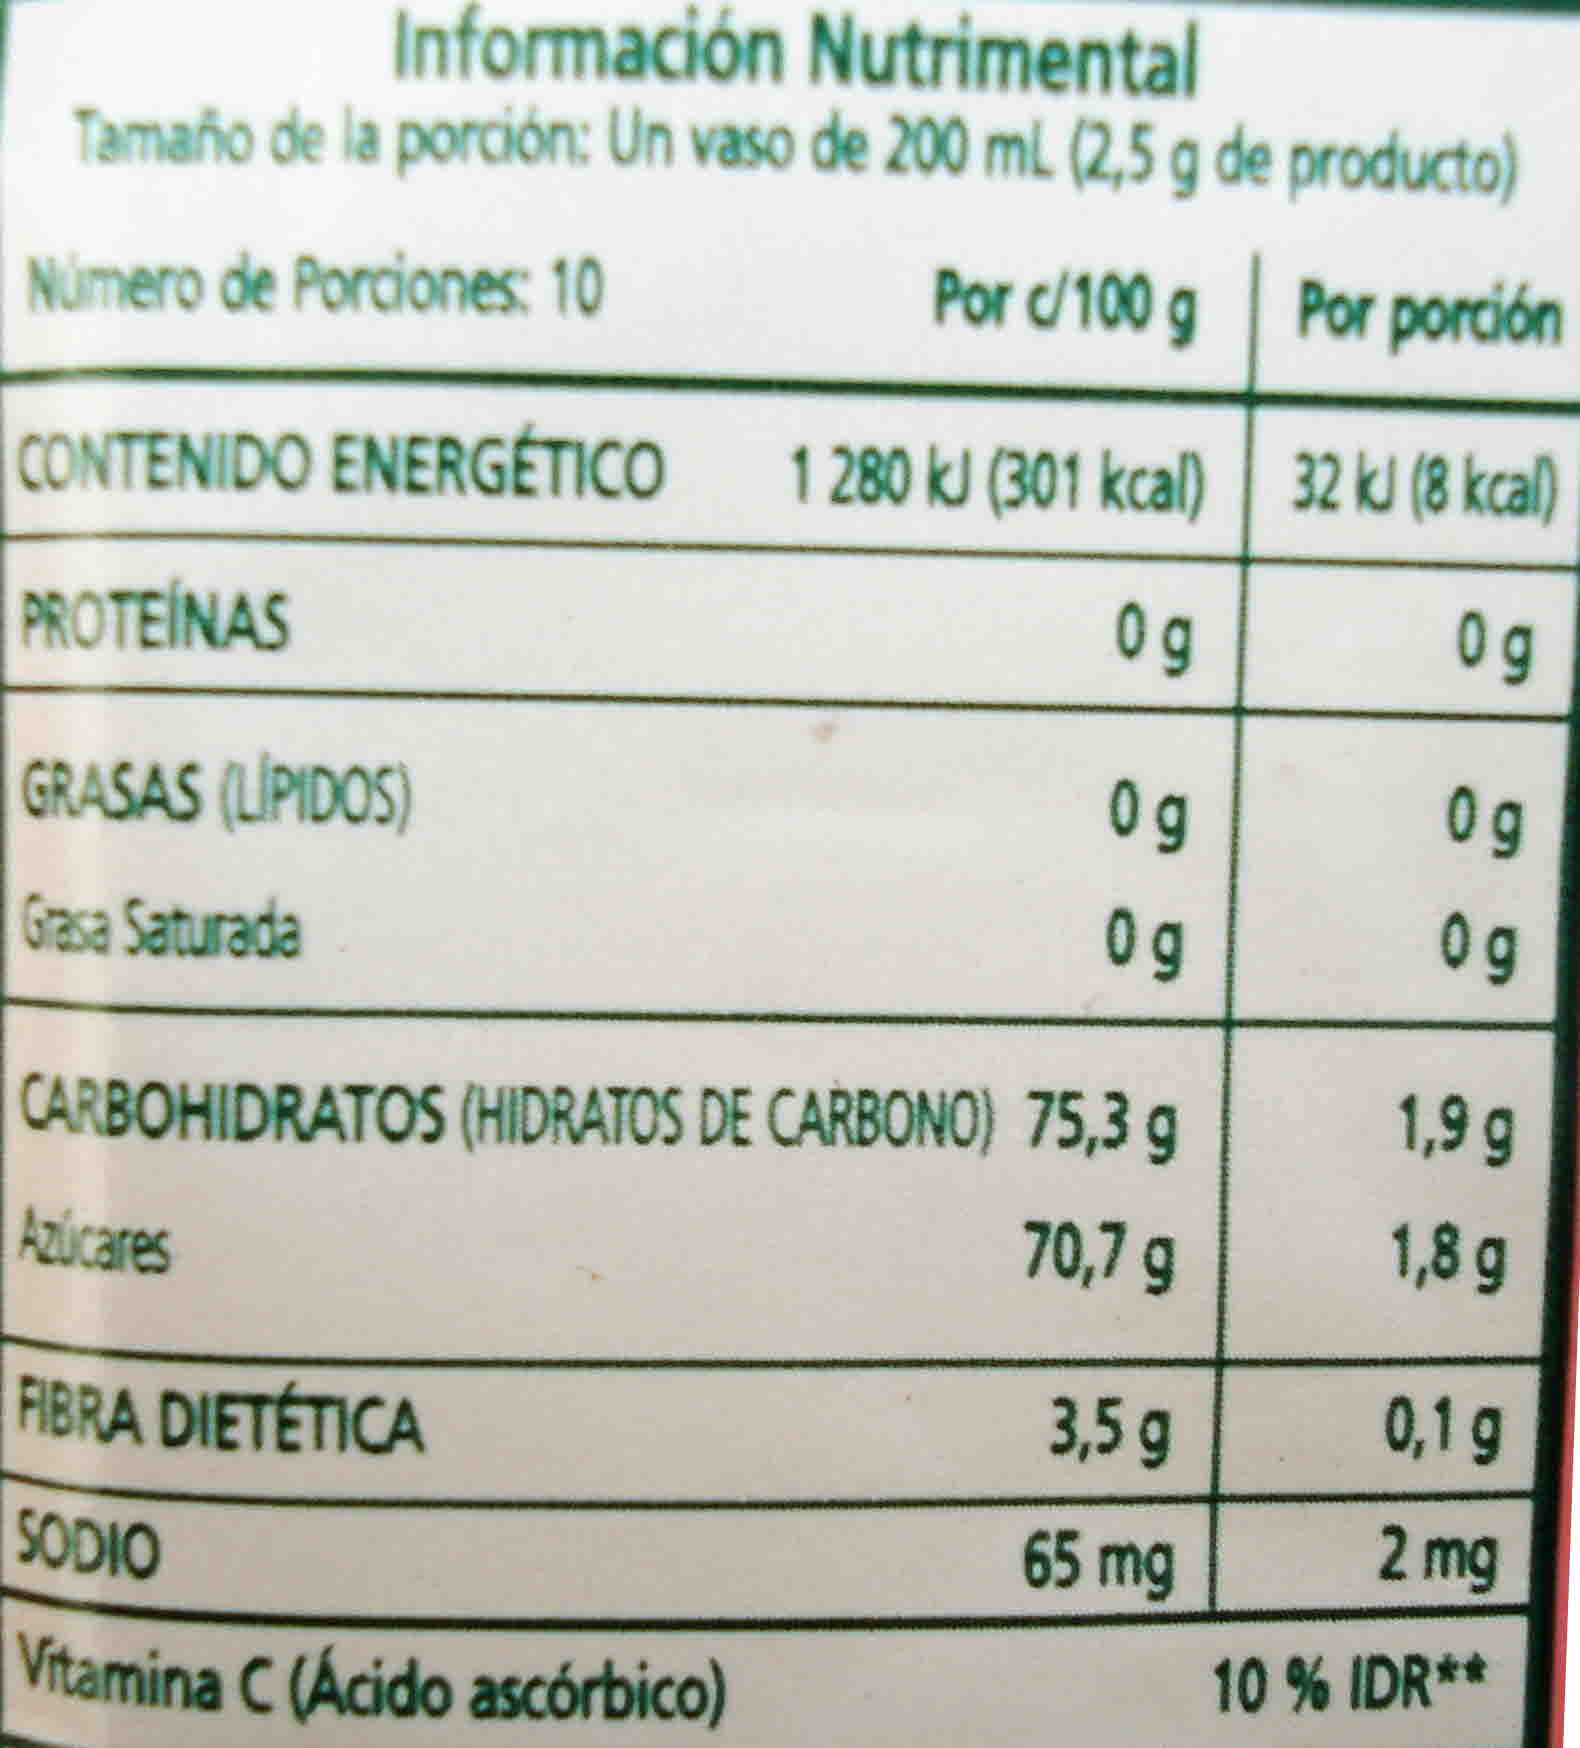 Información Nutrimental
Tamaño de la porción: Un vaso de 200 mL (2,5 g de producto)
Número de Porciones: 10 Por c/100 g Por porción
CONTENIDO ENERGÉTICO 1 280 kJ (301 kcal) 32 kJ (8 kcal)
PROTEÍNAS 0 g 0 g
GRASAS (LÍPIDOS) 0 g 0 g
Grasa Saturada 0 g 0 g
CARBOHIDRATOS (HIDRATOS DE CARBONO) 75,3 g 1,9 g
Azúcares 70,7 g 1,8 g
FIBRA DIETÉTICA 3,5 g 0,1 g
SODIO 65 mg 2 mg
Vitamina C (Ácido ascórbico) 10 % IDR**